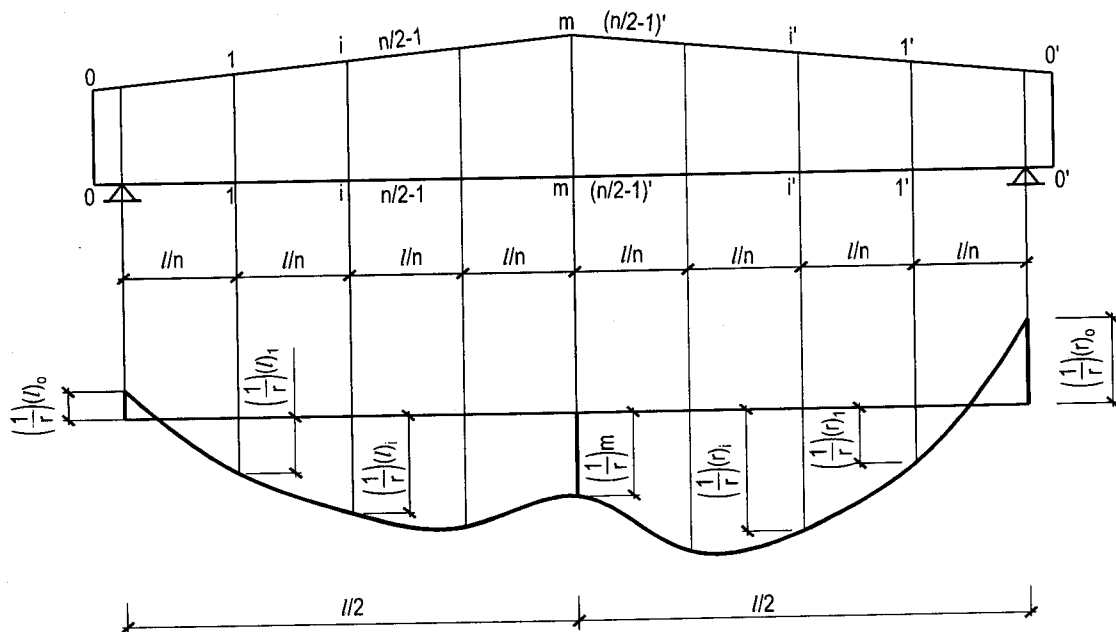 m (n/2-1)'
n/2-1
i i'
1 1'
0 0'
0 1 i n/2-1 m (n/2-1)' i' 1' 0'
l/n l/n l/n l/n l/n l/n l/n l/n
(1/r)(l)₀
(1/r)(l)₁
(1/r)(l)ᵢ
(1/r)m
(1/r)(r)ᵢ
(1/r)(r)₁
(1/r)(r)₀
l/2 l/2